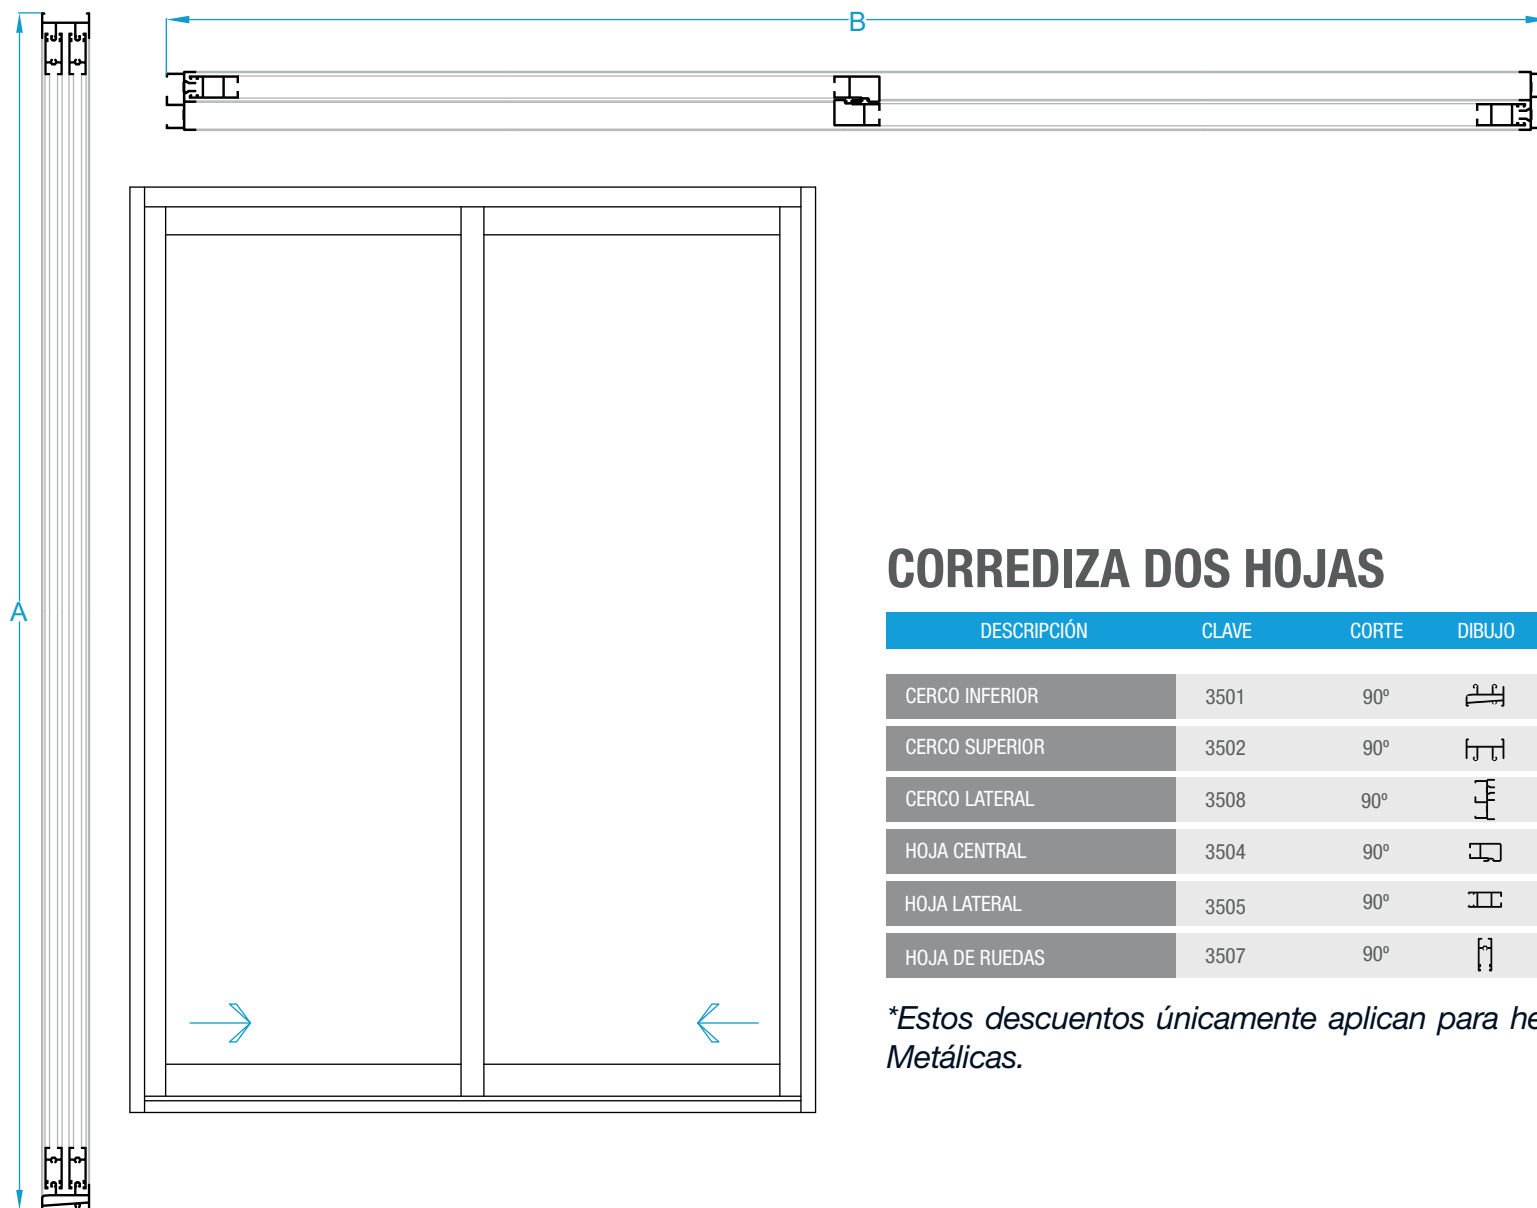 B
A
CORREDIZA DOS HOJAS
DESCRIPCIÓN CLAVE CORTE DIBUJO
CERCO INFERIOR 3501 90º
CERCO SUPERIOR 3502 90º
CERCO LATERAL 3508 90º
HOJA CENTRAL 3504 90º
HOJA LATERAL 3505 90º
HOJA DE RUEDAS 3507 90º
*Estos descuentos únicamente aplican para
Metálicas.